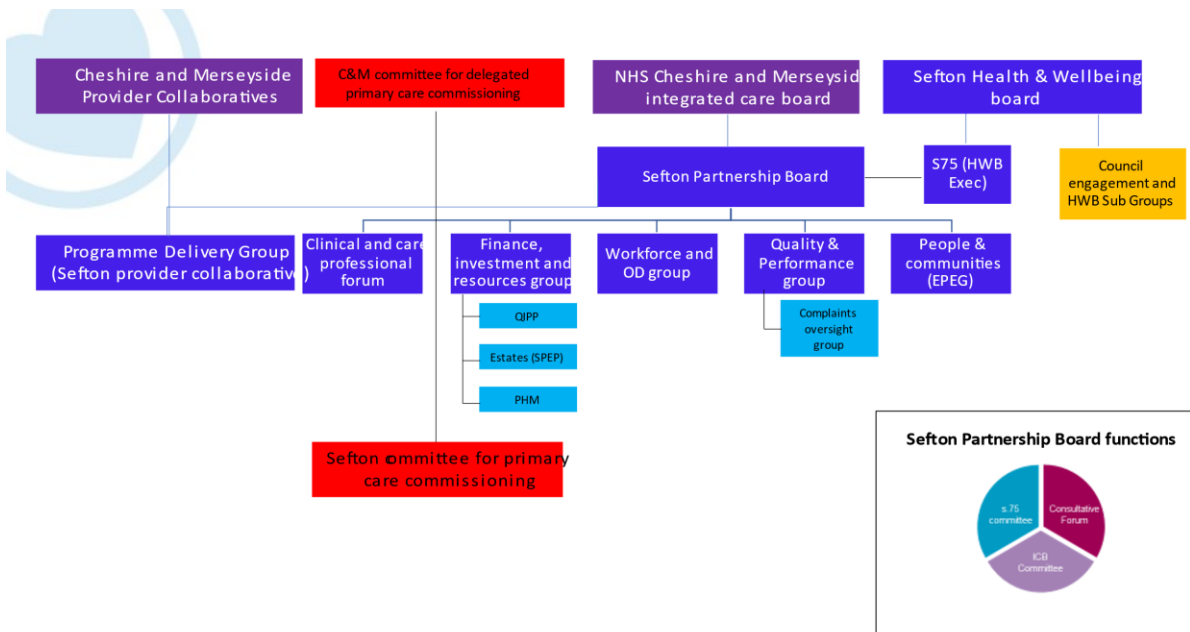 Cheshire and Merseyside
Provider Collaboratives
C&M committee for delegated
primary care commissioning
NHS Cheshire and Merseysid
integrated care board
Sefton Health & Wellbeing
board
Sefton Partnership Board
S75 (HWB
Exec)
Council
engagement and
HWB Sub Groups
Programme Delivery Group
(Sefton provider collaborative)
Clinical and care
professional
forum
Finance,
investment and
resources group
Workforce and
OD group
Quality &
Performance
group
People &
communities
(EPEG)
QIPP
Estates (SPEP)
PHM
Complaints
oversight
group
Sefton committee for primary
care commissioning
Sefton Partnership Board functions
s.75
committee
Consultative
Forum
ICB
Committee